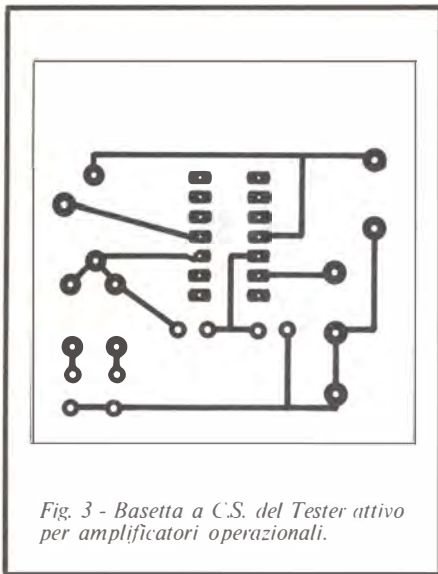 Fig. 3 - Basetta a C.S. del Tester attivo
per amplificatori operazionali.